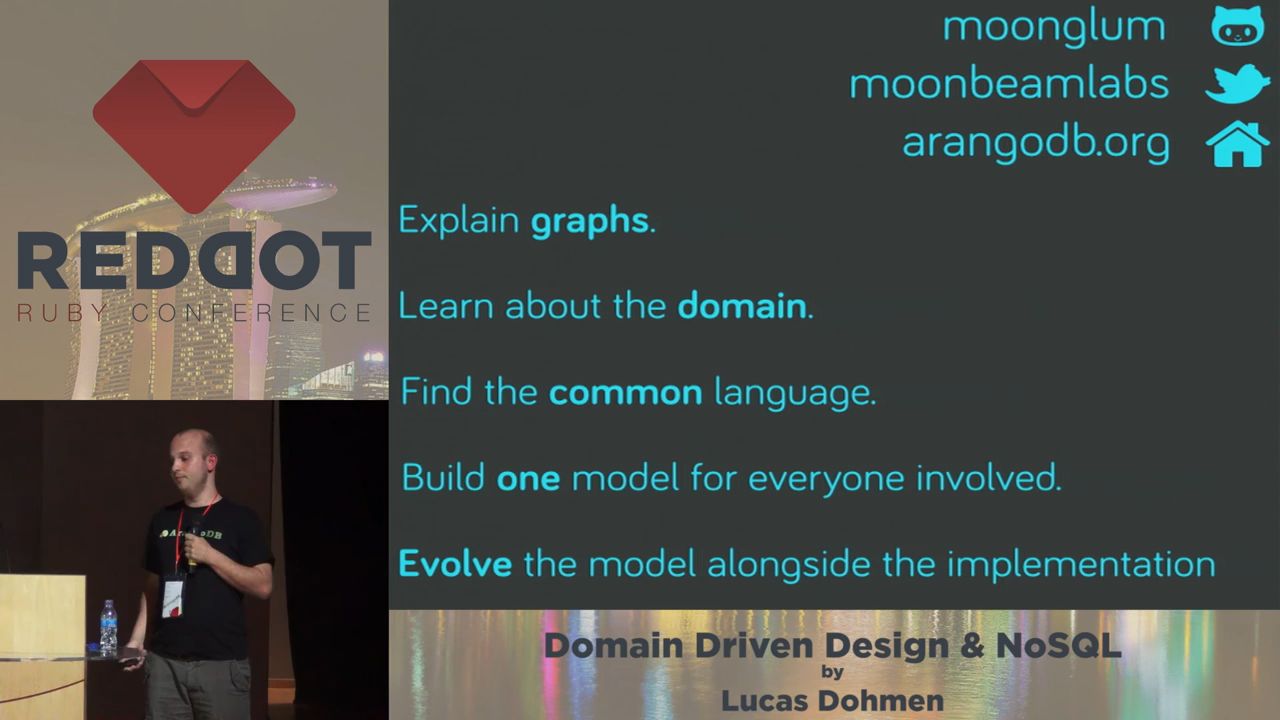 REDDOT
RUBY CONFERENCE
moonglum
moonbeamlabs
arangodb.org
Explain graphs.
Learn about the domain.
Find the common language.
Build one model for everyone involved.
Evolve the model alongside the implementation
ArangoDB
Domain Driven Design & NoSQL
by
Lucas Dohmen